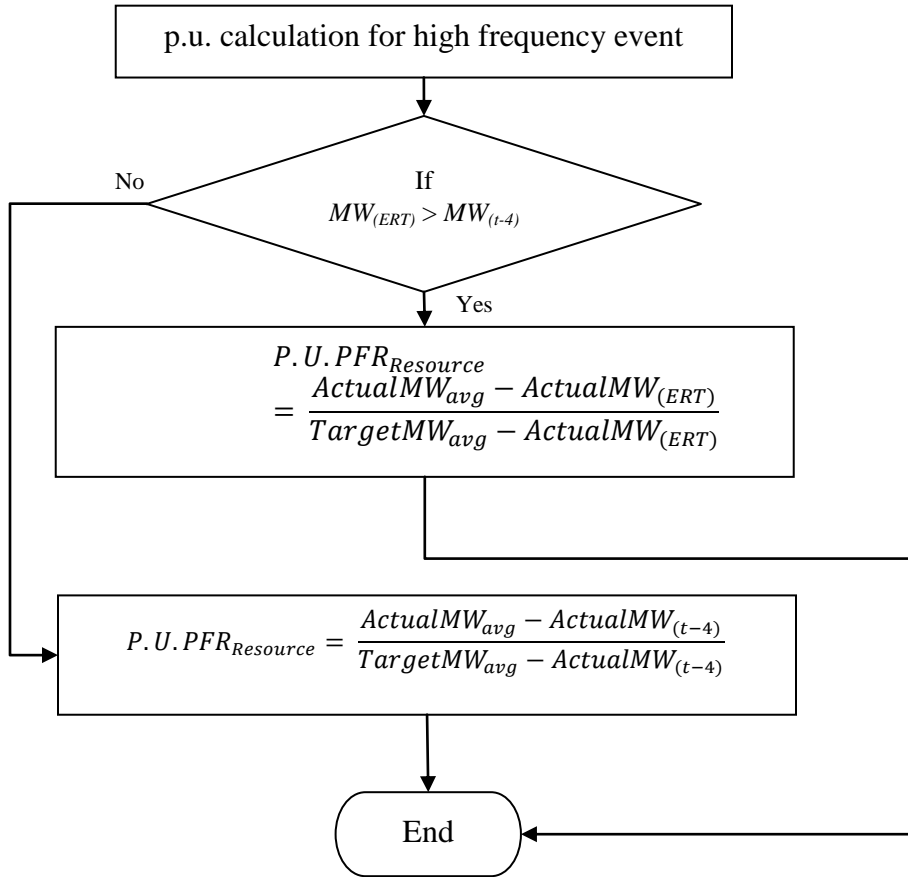 p.u. calculation for high frequency event
If
MW(ERT) > MW(t-4)
No
Yes
P.U.PFR_Resource
= (ActualMW_avg − ActualMW_(ERT)) / (TargetMW_avg − ActualMW_(ERT))
P.U.PFR_Resource = (ActualMW_avg − ActualMW_(t−4)) / (TargetMW_avg − ActualMW_(t−4))
End